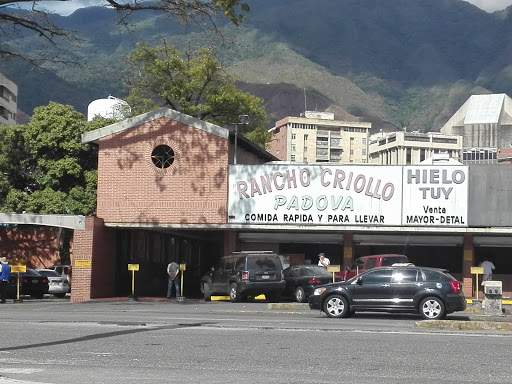 RANCHO CRIOLLO
PADOVA
COMIDA RAPIDA Y PARA LLEVAR
HIELO
TUY
Venta
MAYOR-DETAL